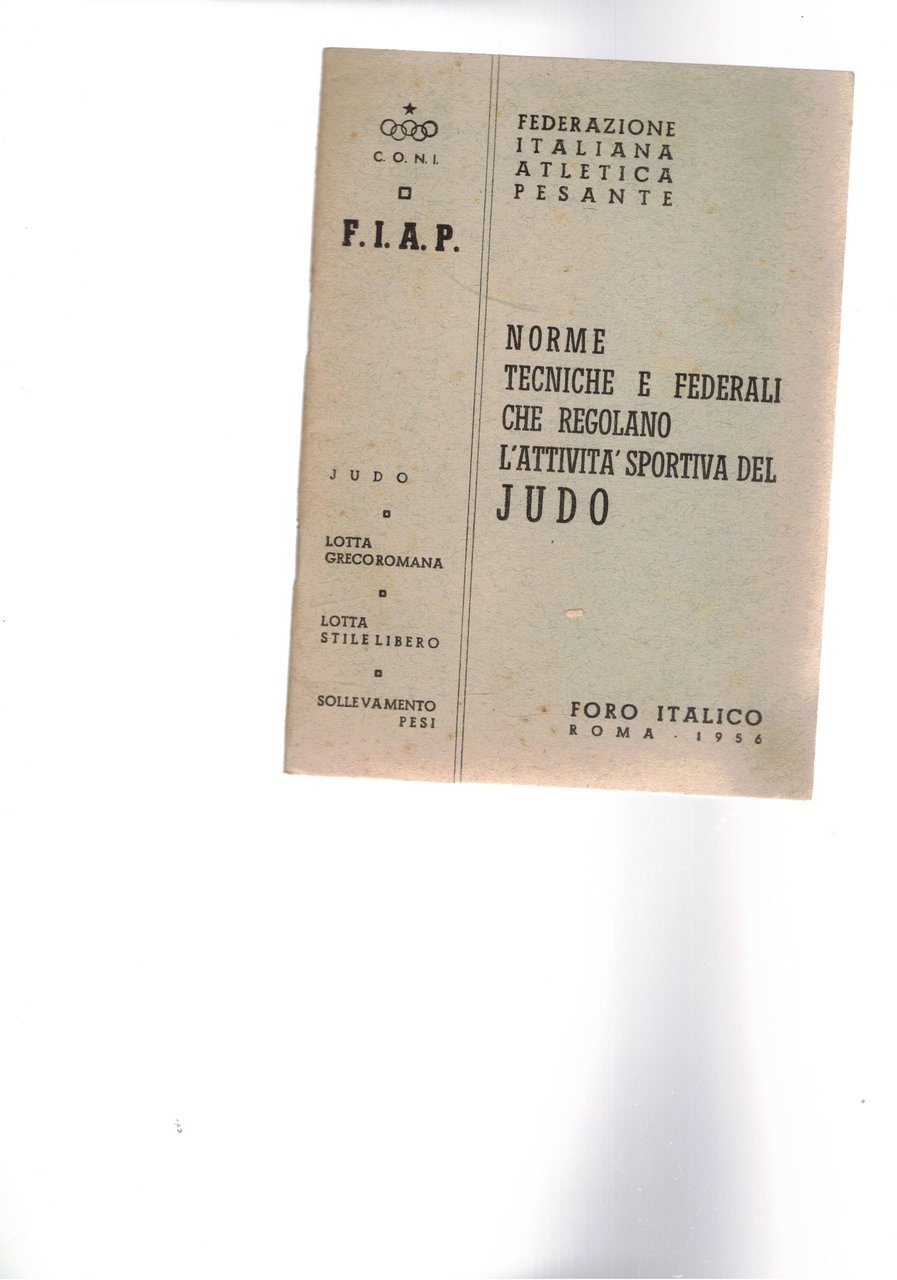 C. O. N. I.
F. I. A. P.
JUDO
LOTTA
GRECOROMANA
LOTTA
STILE LIBERO
SOLLEVAMENTO
PESI
FEDERAZIONE
ITALIANA
ATLETICA
PESANTE
NORME
TECNICHE E FEDERALI
CHE REGOLANO
L'ATTIVITA' SPORTIVA DEL
JUDO
FORO ITALICO
ROMA - 1956